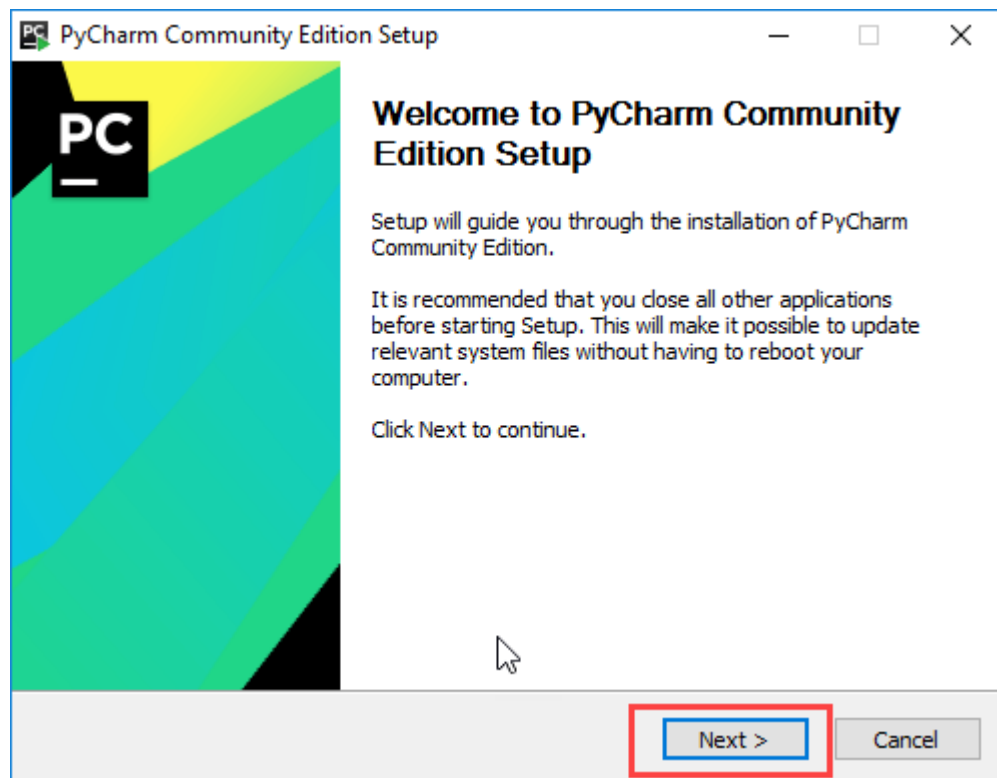 PyCharm Community Edition Setup
PC
Welcome to PyCharm Community
Edition Setup
Setup will guide you through the installation of PyCharm
Community Edition.
It is recommended that you close all other applications
before starting Setup. This will make it possible to update
relevant system files without having to reboot your
computer.
Click Next to continue.
Next >
Cancel